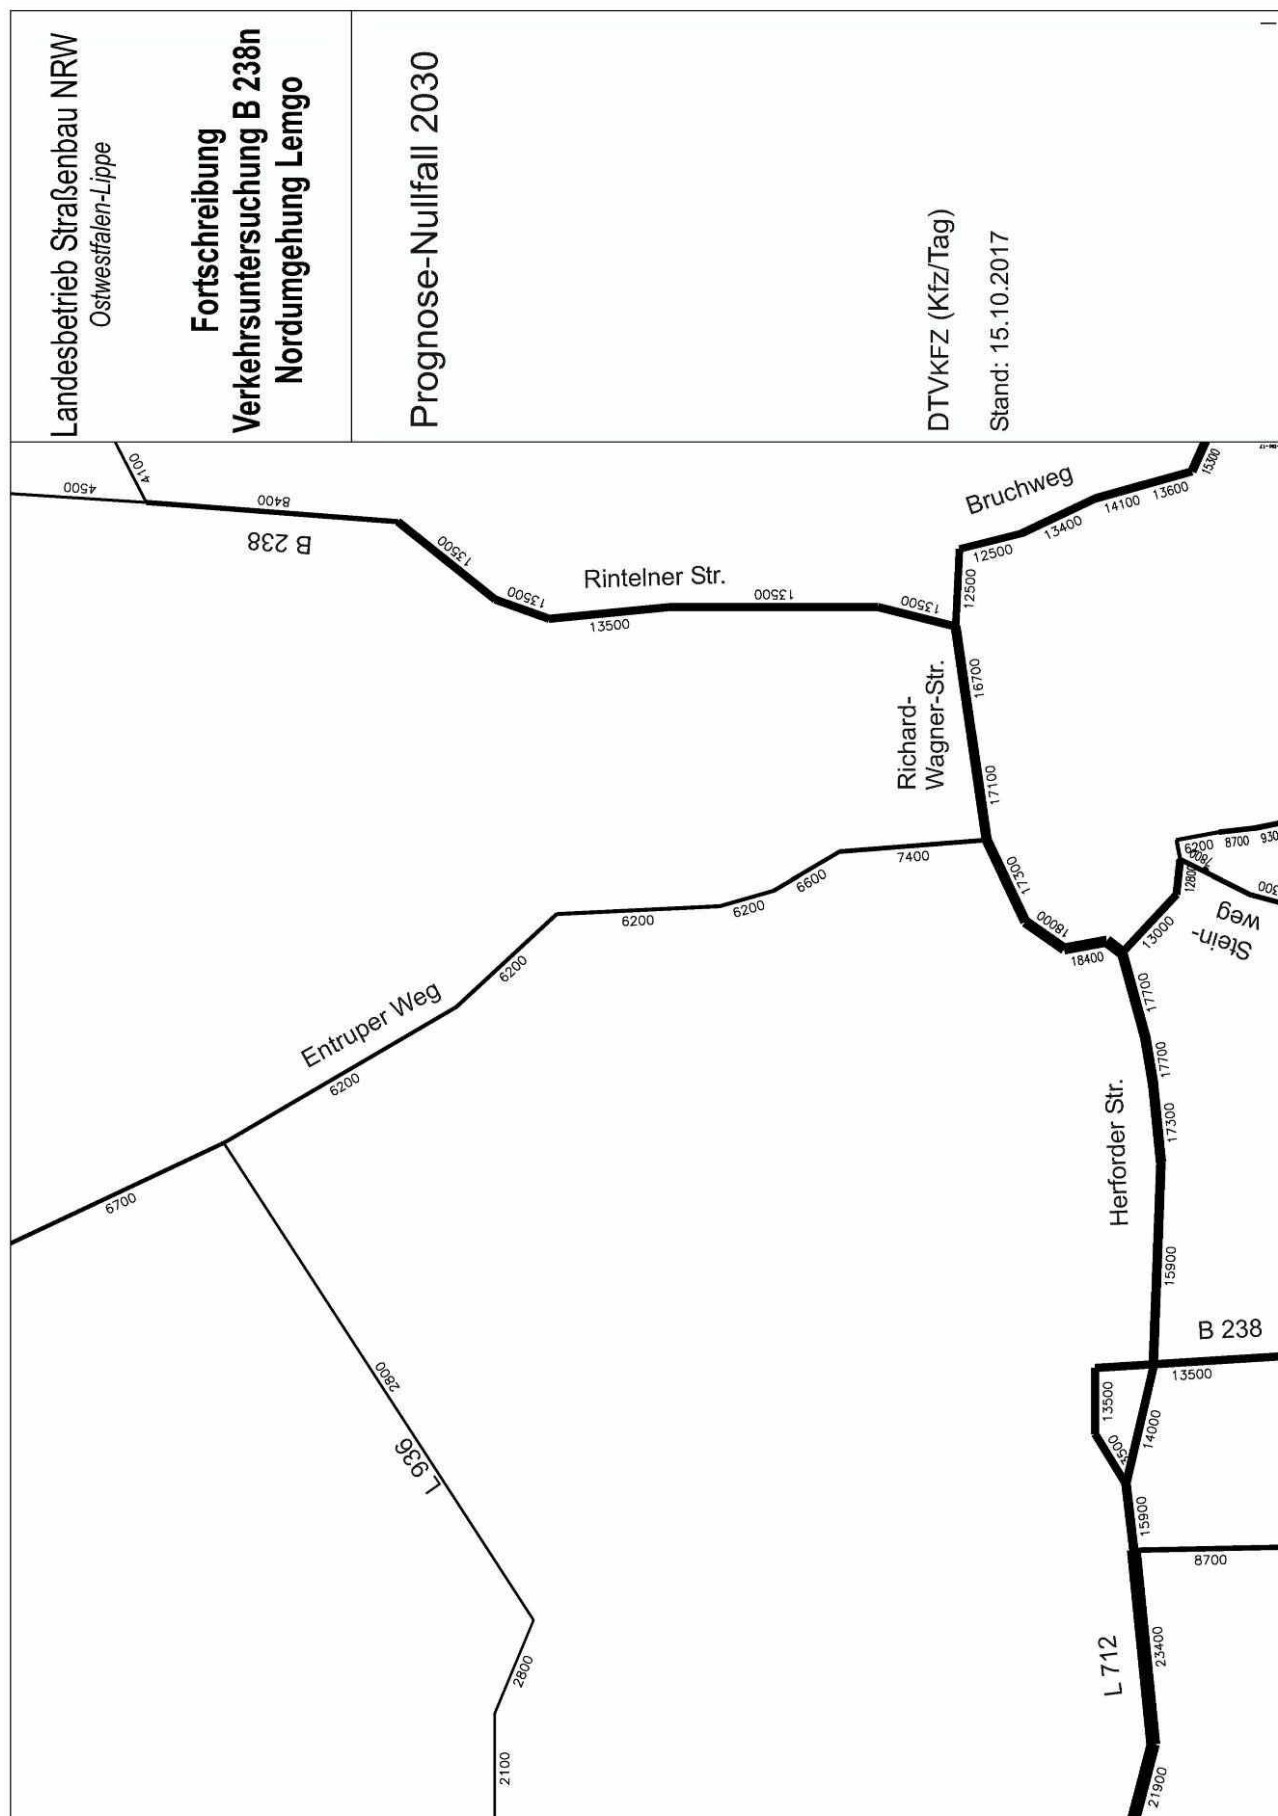 Landesbetrieb Straßenbau NRW
Ostwestfalen-Lippe
Fortschreibung
Verkehrsuntersuchung B 238n
Nordumgehung Lemgo
Prognose-Nullfall 2030
DTVKFZ (Kfz/Tag)
Stand: 15.10.2017
4500
4100
8400
B 238
13500
13500
13500
Rintelner Str.
13500
13500
12500
12500
Bruchweg
13400
14100
13600
15300
16700
Richard-
Wagner-Str.
17100
7400
6600
6200
6200
6200
Entruper Weg
6200
6700
2800
L 936
2800
2100
17300
18000
18400
13000
12800
7800
6200
8700
Stein-
weg
17700
17700
17300
Herforder Str.
15900
B 238
13500
13500
14000
15900
8700
L 712
23400
21900